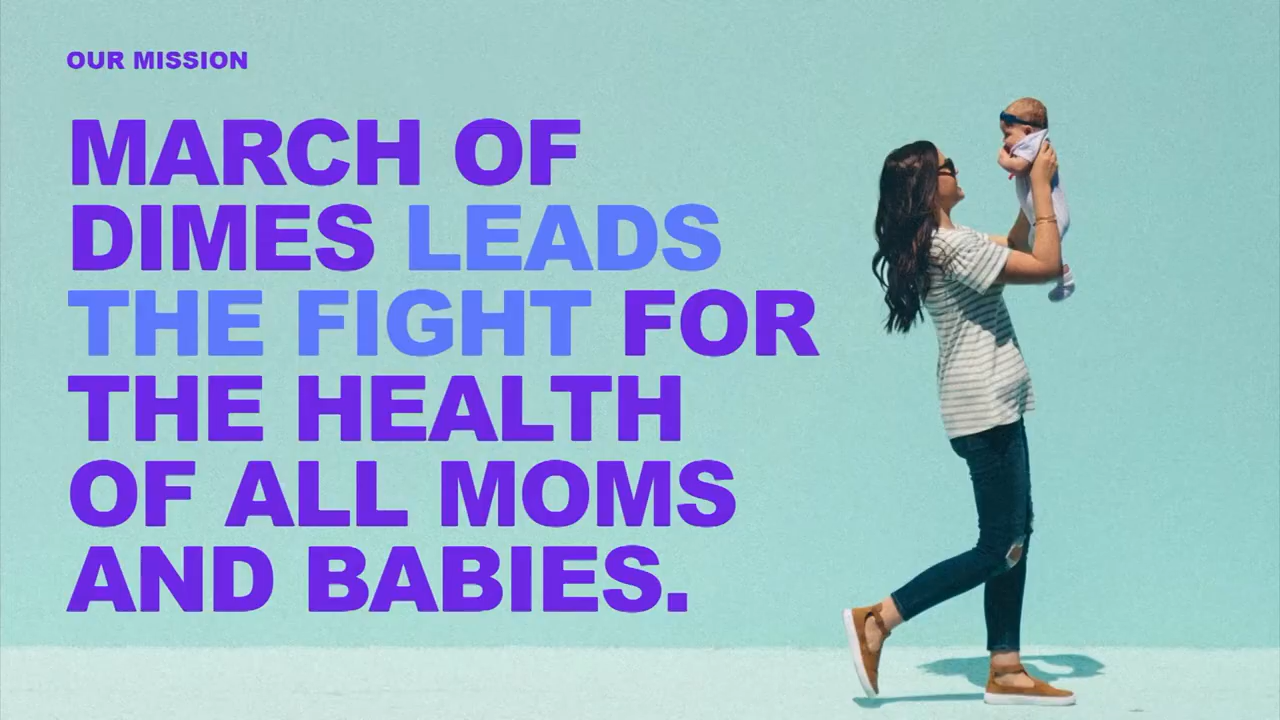 OUR MISSION
MARCH OF
DIMES LEADS
THE FIGHT FOR
THE HEALTH
OF ALL MOMS
AND BABIES.